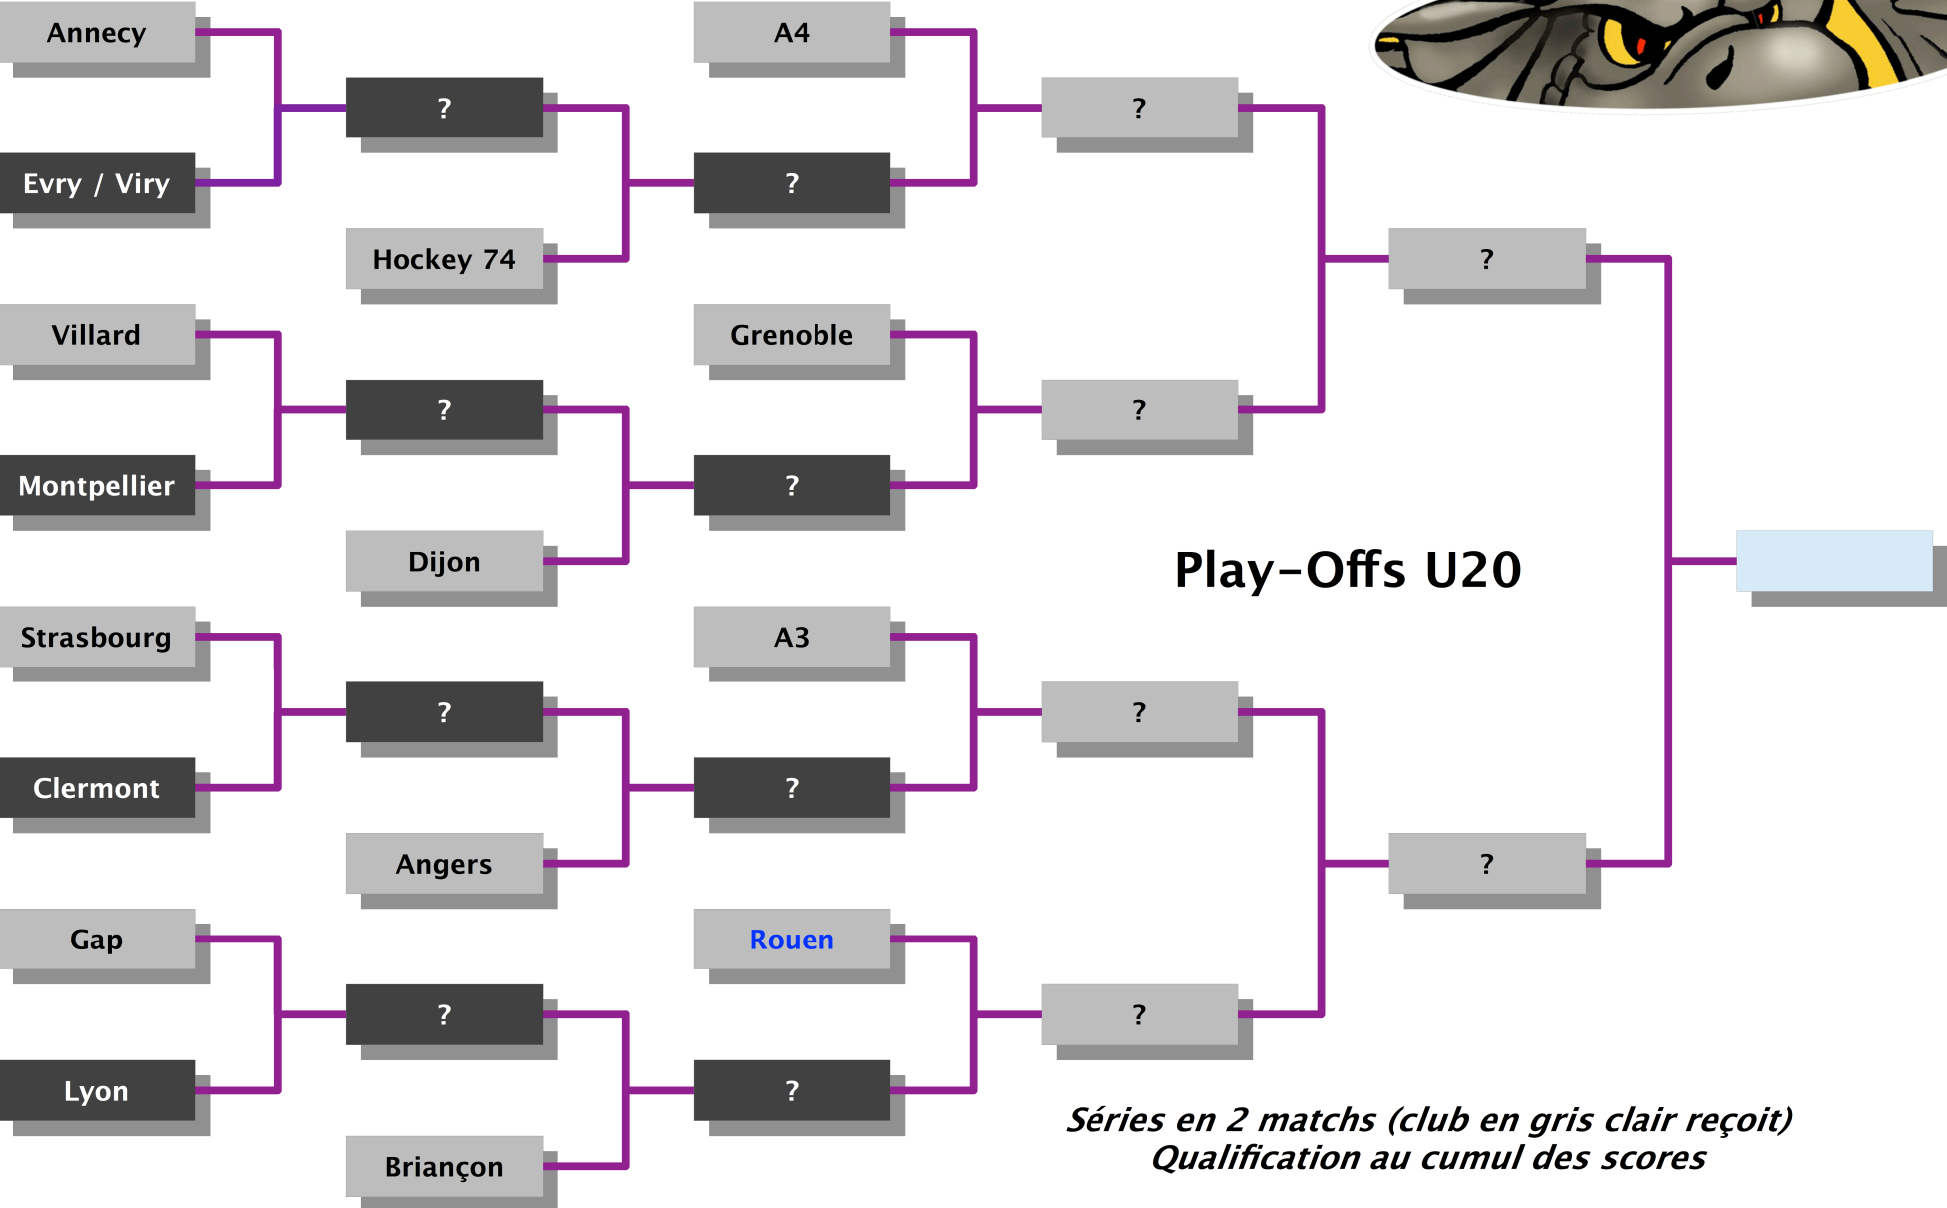 Annecy
A4
?
?
Evry / Viry
?
Hockey 74
?
Villard
Grenoble
?
?
Montpellier
?
Dijon
Play-Offs U20
Strasbourg
A3
?
?
Clermont
?
Angers
?
Gap
Rouen
?
?
Lyon
?
Briançon
Séries en 2 matchs (club en gris clair reçoit)
Qualification au cumul des scores